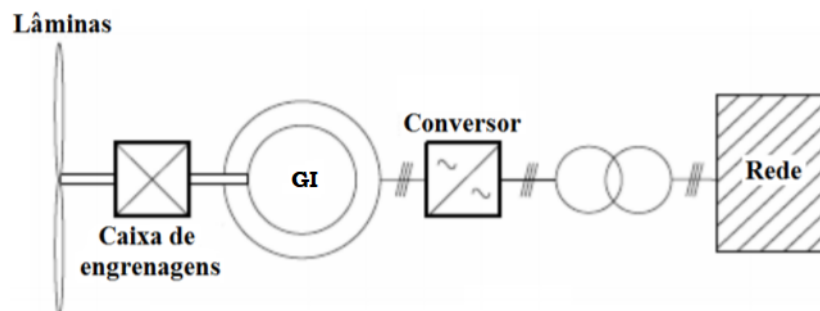 Lâminas
Caixa de
engrenagens
GI
Conversor
Rede